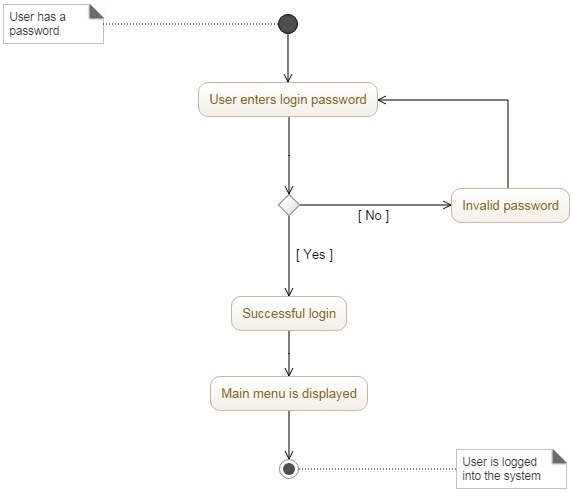 User has a
password
User enters login password
[ No ]
Invalid password
[ Yes ]
Successful login
Main menu is displayed
User is logged
into the system